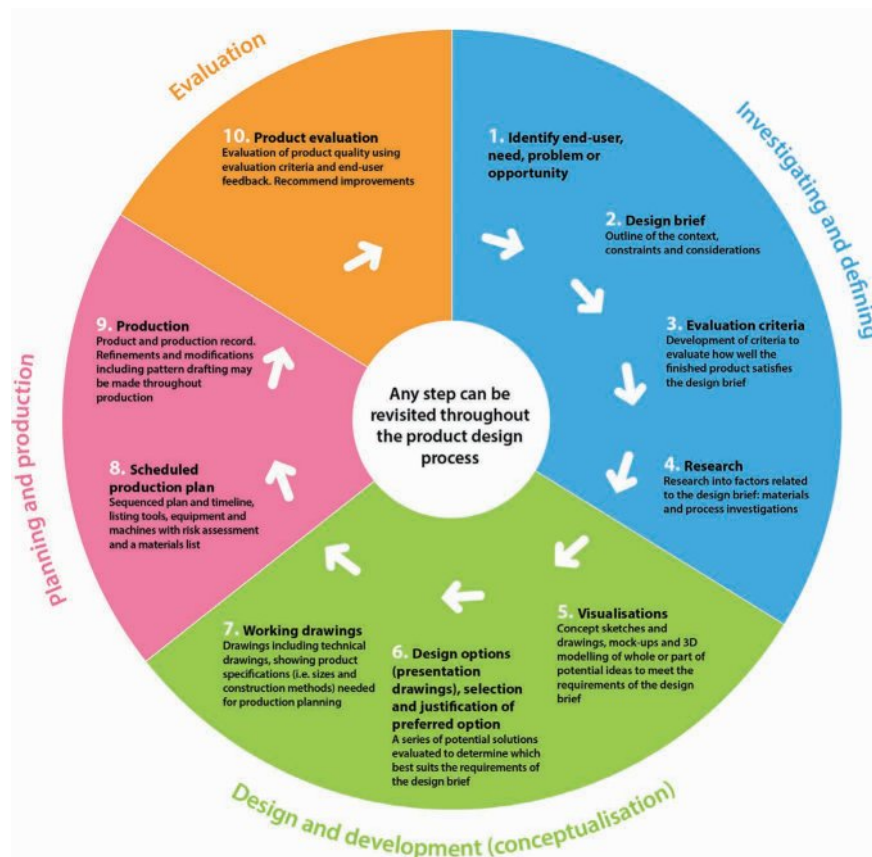 Evaluation
Investigating and defining
10. Product evaluation
Evaluation of product quality using
evaluation criteria and end-user
feedback. Recommend improvements
1. Identify end-user,
need, problem or
opportunity
2. Design brief
Outline of the context,
constraints and considerations
3. Evaluation criteria
Development of criteria to
evaluate how well the
finished product satisfies
the design brief
4. Research
Research into factors related
to the design brief: materials
and process investigations
5. Visualisations
Concept sketches and
drawings, mock-ups and 3D
modelling of whole or part of
potential ideas to meet the
requirements of the design
brief
6. Design options
(presentation
drawings), selection
and justification of
preferred option
A series of potential solutions
evaluated to determine which
best suits the requirements of
the design brief
7. Working drawings
Drawings including technical
drawings, showing product
specifications (i.e. sizes and
construction methods) needed
for production planning
8. Scheduled
production plan
Sequenced plan and timeline,
listing tools, equipment and
machines with risk assessment
and a materials list
9. Production
Product and production record.
Refinements and modifications
including pattern drafting may
be made throughout
production
Any step can be
revisited throughout
the product design
process
Planning and production
Design and development (conceptualisation)